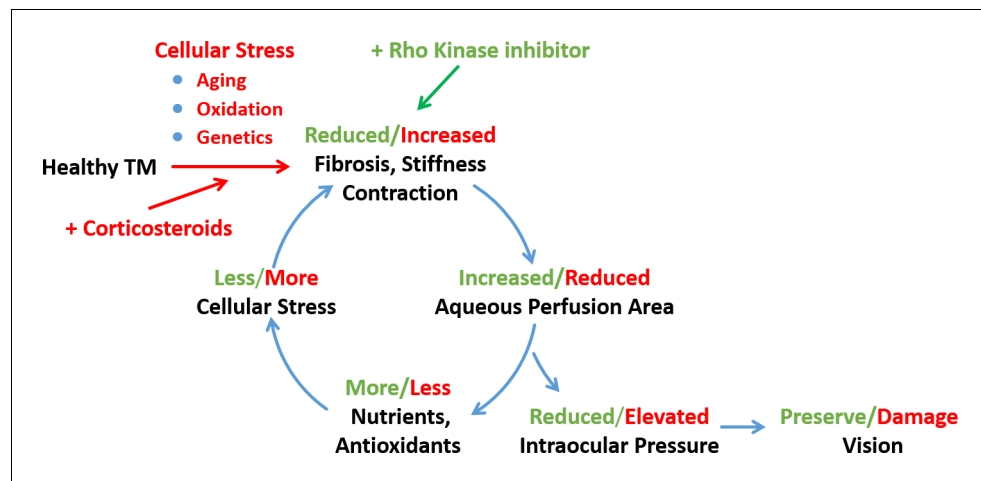 Cellular Stress
Aging
Oxidation
Genetics
+ Rho Kinase inhibitor
Healthy TM
+ Corticosteroids
Reduced/Increased
Fibrosis, Stiffness
Contraction
Increased/Reduced
Aqueous Perfusion Area
Less/More
Cellular Stress
More/Less
Nutrients,
Antioxidants
Reduced/Elevated
Intraocular Pressure
Preserve/Damage
Vision